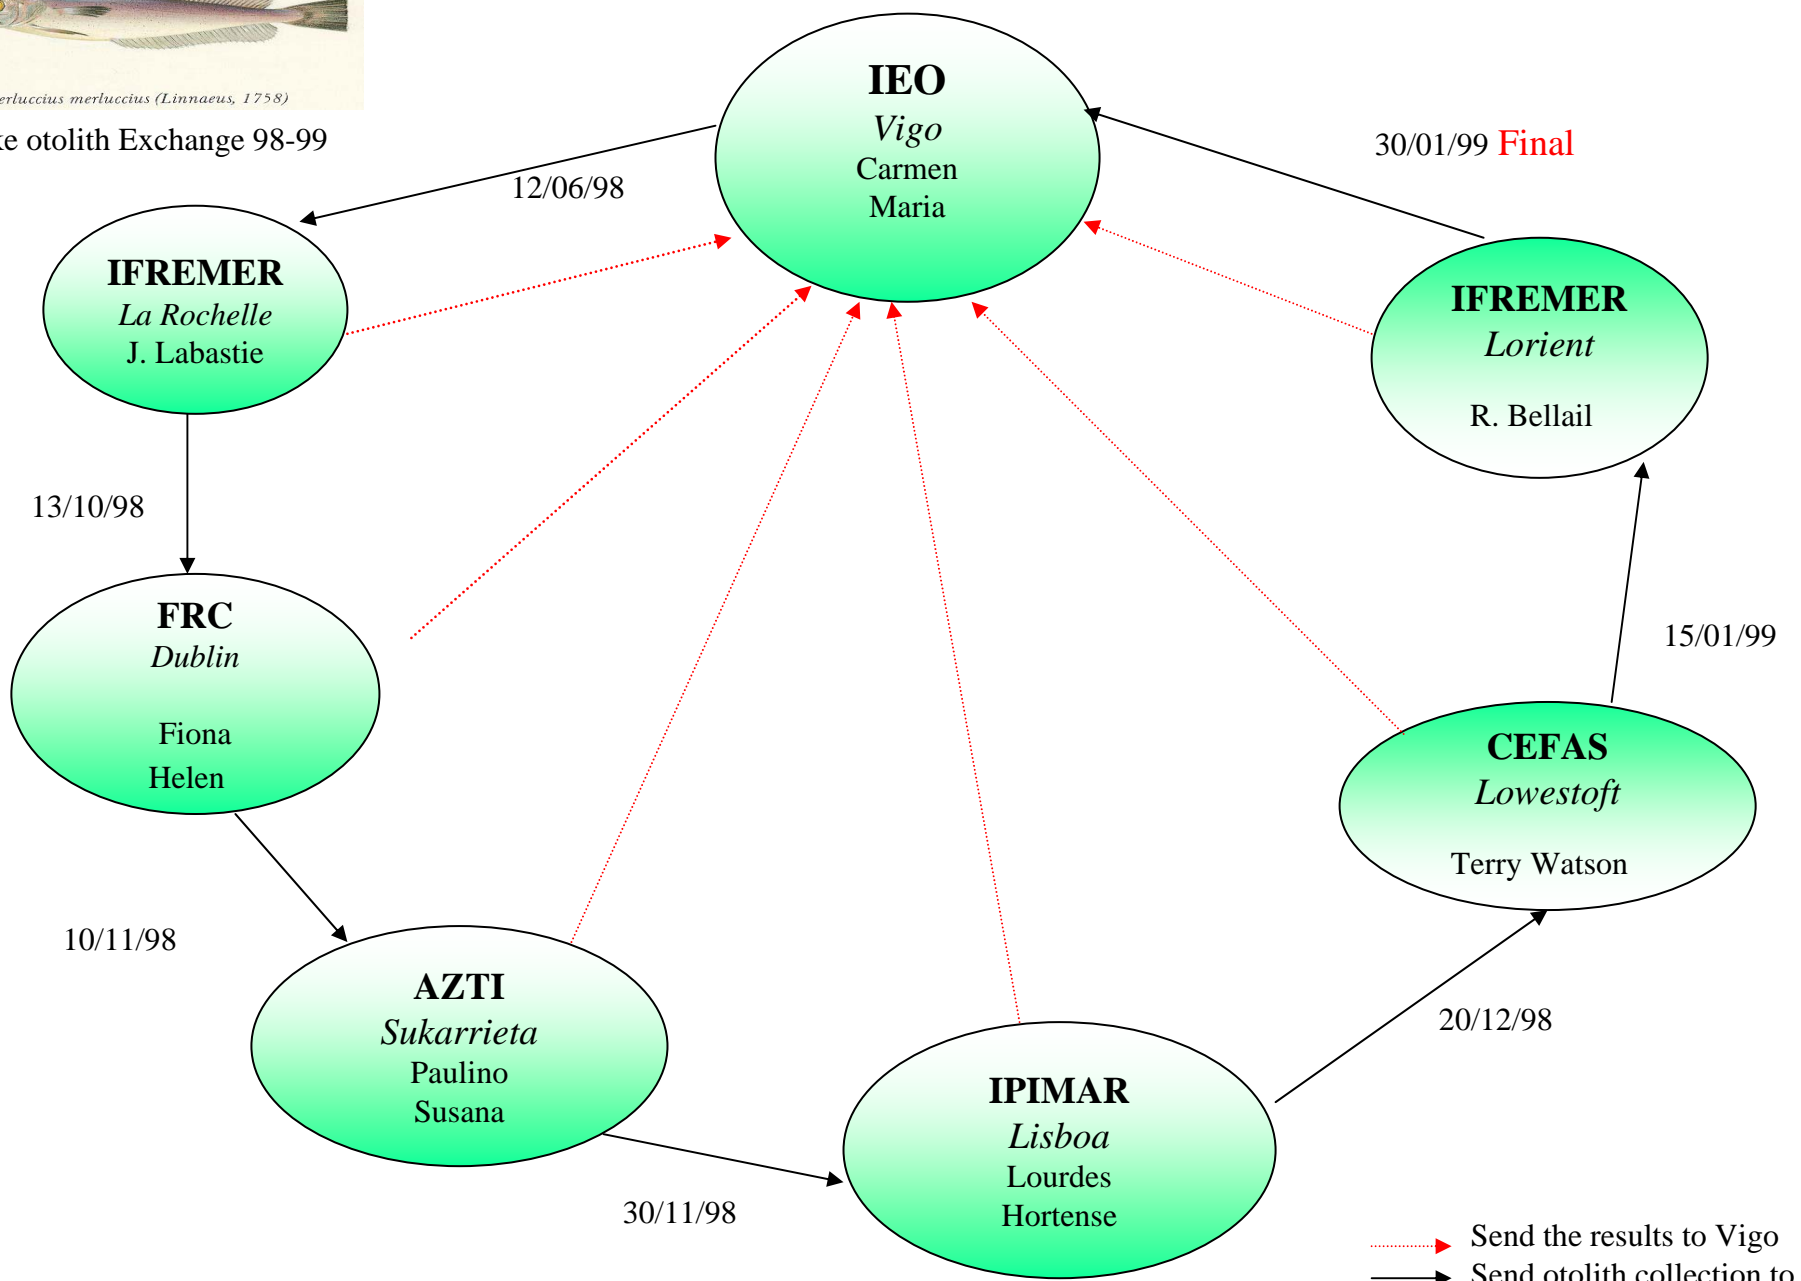 merluccius (Linnaeus, 1758)
otolith Exchange 98-99
IEO
Vigo
Carmen
Maria
30/01/99 Final
12/06/98
IFREMER
La Rochelle
J. Labastie
IFREMER
Lorient
R. Bellail
13/10/98
FRC
Dublin
Fiona
Helen
15/01/99
CEFAS
Lowestoft
Terry Watson
10/11/98
AZTI
Sukarrieta
Paulino
Susana
20/12/98
IPIMAR
Lisboa
Lourdes
Hortense
30/11/98
Send the results to Vigo
Send otolith collection to